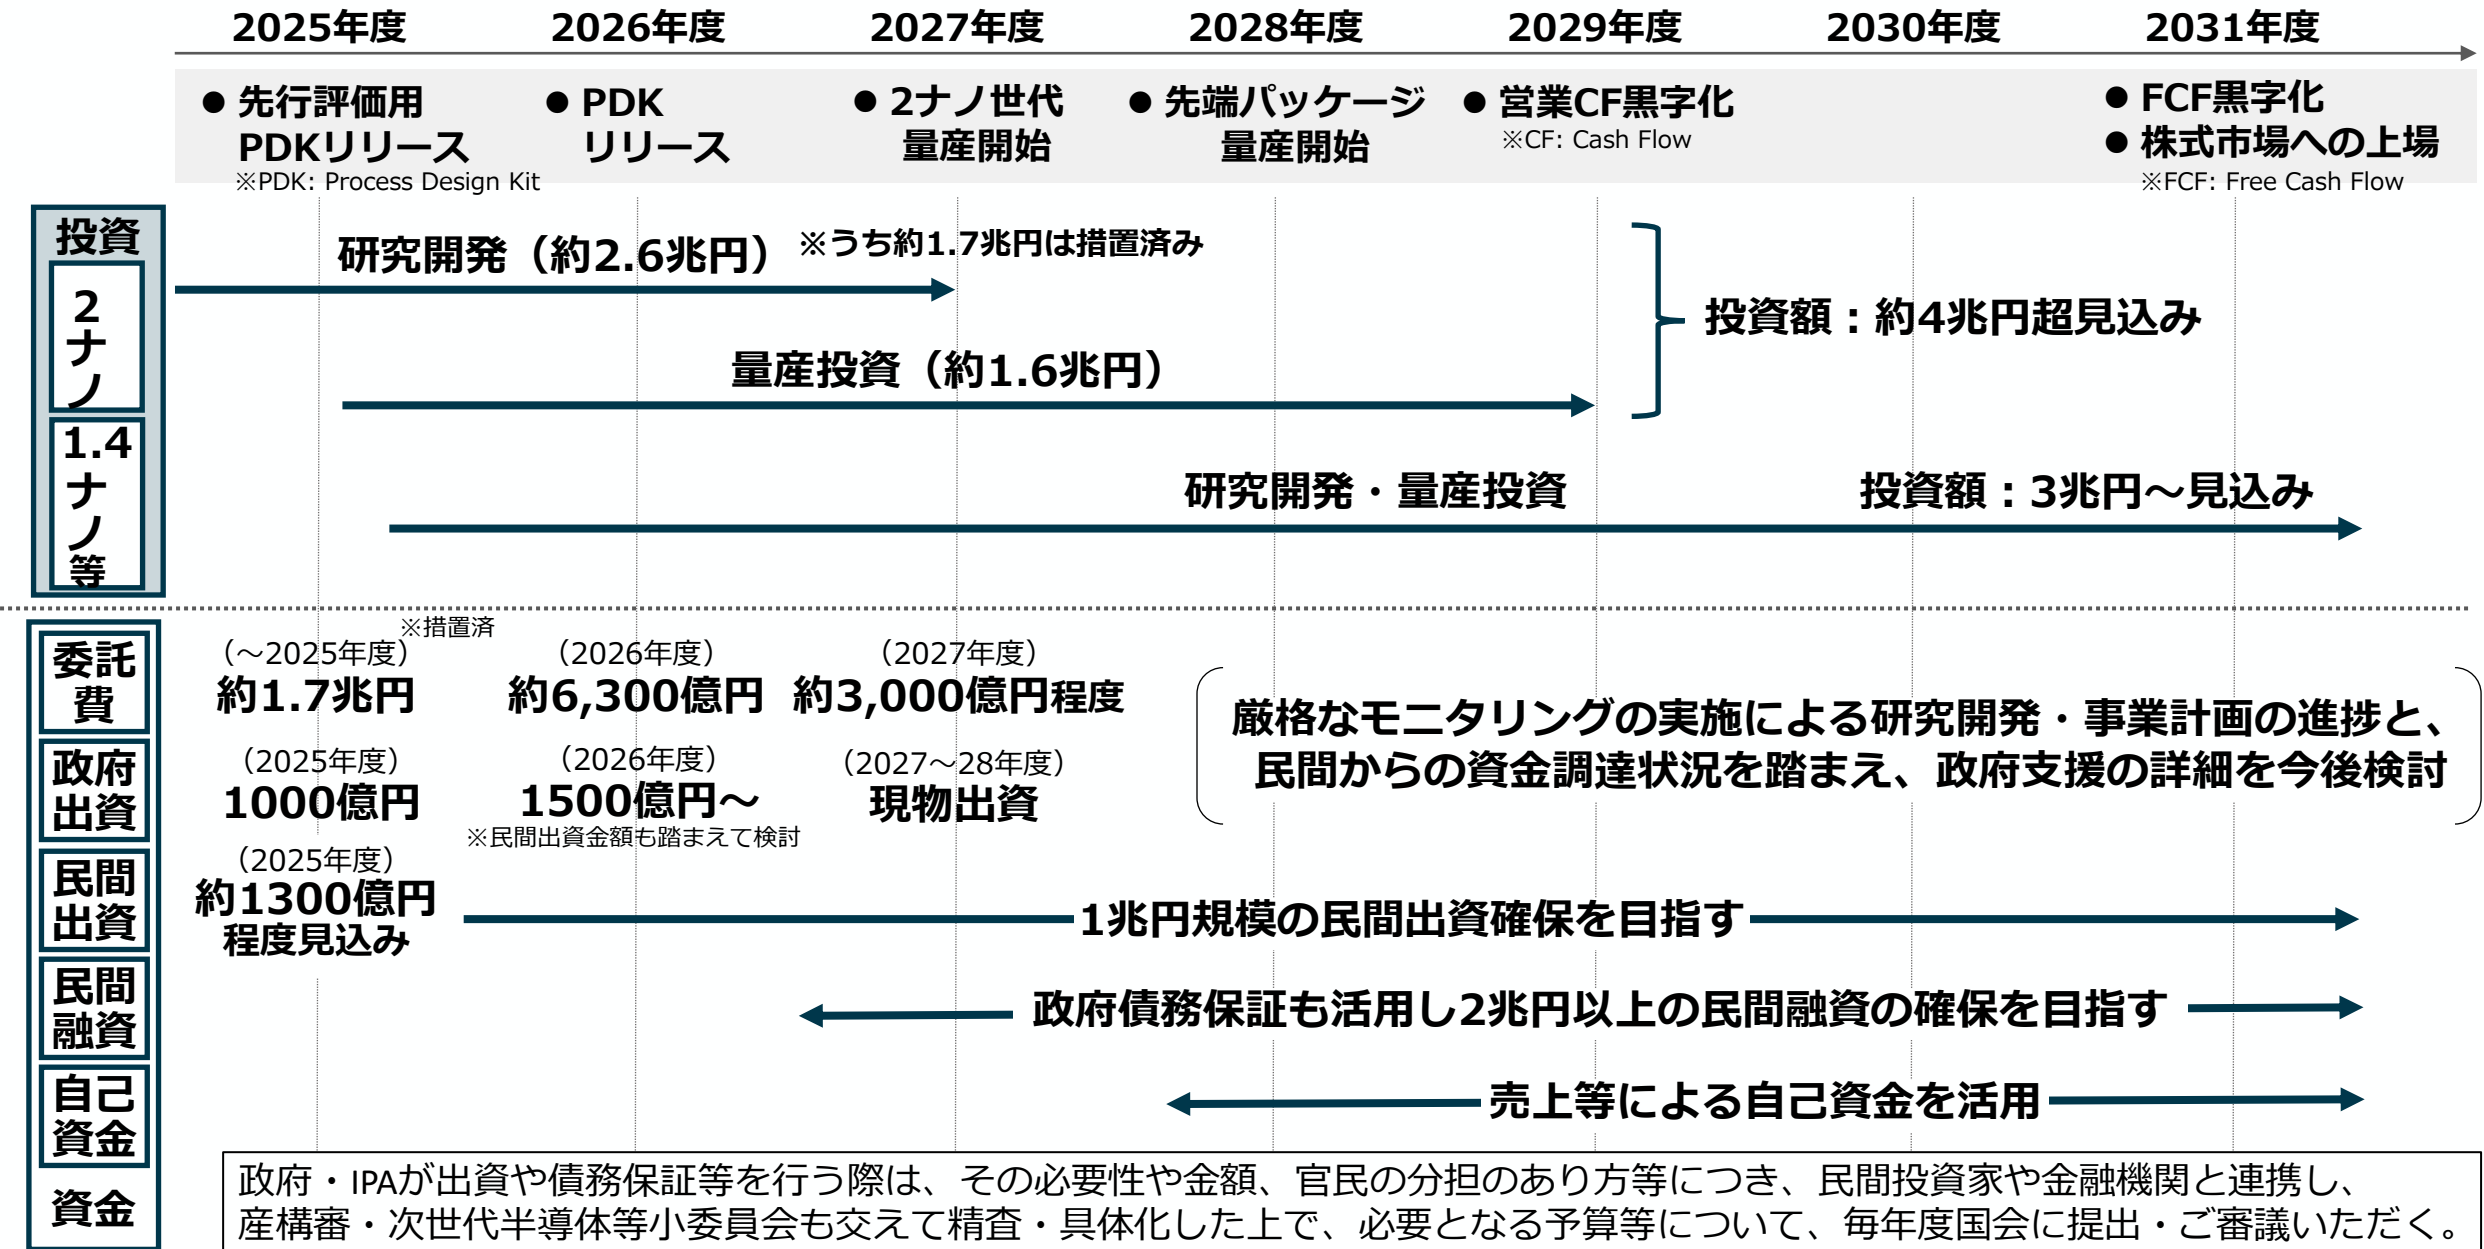 2025年度 2026年度 2027年度 2028年度 2029年度 2030年度 2031年度
● 先行評価用
PDKリリース
※PDK: Process Design Kit
● PDK
リリース
● 2ナノ世代
量産開始
● 先端パッケージ
量産開始
● 営業CF黒字化
※CF: Cash Flow
● FCF黒字化
● 株式市場への上場
※FCF: Free Cash Flow
投資
2ナノ
研究開発（約2.6兆円） ※うち約1.7兆円は措置済み
量産投資（約1.6兆円）
投資額：約4兆円超見込み
1.4ナノ等
研究開発・量産投資
投資額：3兆円～見込み
委託
費
（～2025年度）
※措置済
約1.7兆円
（2026年度）
約6,300億円
（2027年度）
約3,000億円程度
政府
出資
（2025年度）
1000億円
（2026年度）
1500億円～
※民間出資金額も踏まえて検討
（2027～28年度）
現物出資
厳格なモニタリングの実施による研究開発・事業計画の進捗と、
民間からの資金調達状況を踏まえ、政府支援の詳細を今後検討
民間
出資
（2025年度）
約1300億円
程度見込み
1兆円規模の民間出資確保を目指す
民間
融資
政府債務保証も活用し2兆円以上の民間融資の確保を目指す
自己
資金
売上等による自己資金を活用
資金
政府・IPAが出資や債務保証等を行う際は、その必要性や金額、官民の分担のあり方等につき、民間投資家や金融機関と連携し、
産構審・次世代半導体等小委員会も交えて精査・具体化した上で、必要となる予算等について、毎年度国会に提出・ご審議いただく。